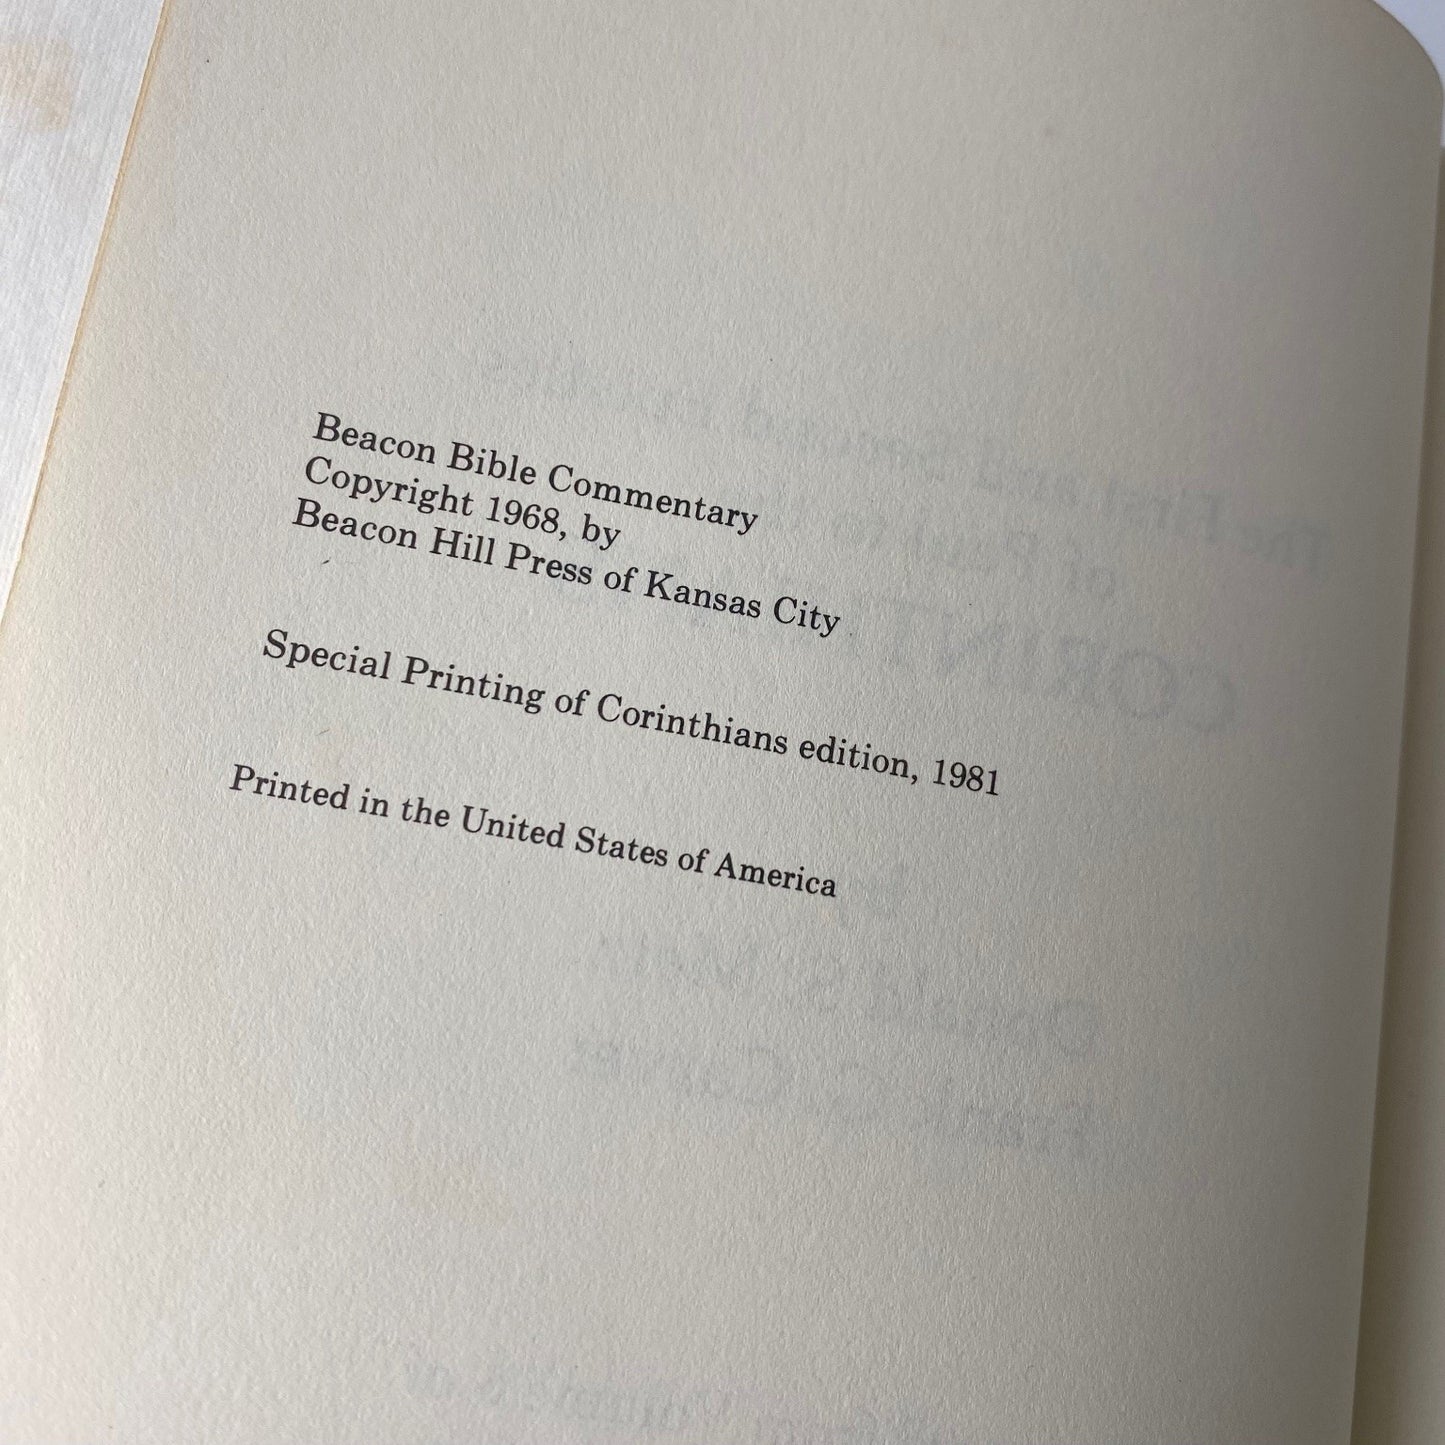 Beacon Bible Commentary
Copyright 1968, by
Beacon Hill Press of Kansas City
Special Printing of Corinthians edition, 1981
Printed in the United States of America